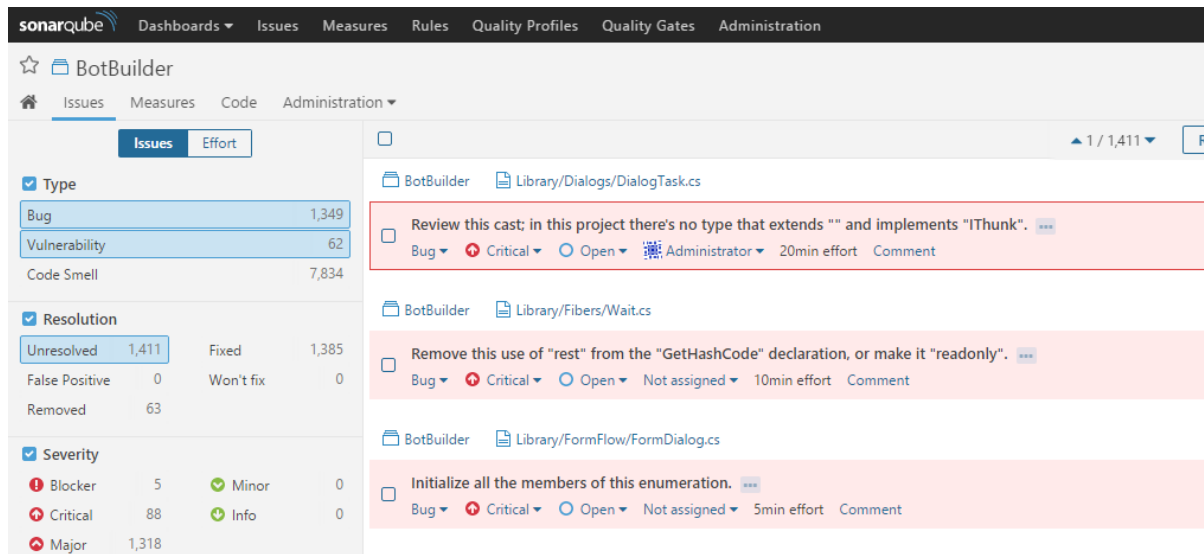 sonarqube Dashboards Issues Measures Rules Quality Profiles Quality Gates Administration
BotBuilder
Issues Measures Code Administration
Issues Effort
1 / 1,411
Type
Bug 1,349
Vulnerability 62
Code Smell 7,834
Resolution
Unresolved 1,411 Fixed 1,385
False Positive 0 Won't fix 0
Removed 63
Severity
Blocker 5 Minor 0
Critical 88 Info 0
Major 1,318
BotBuilder Library/Dialogs/DialogTask.cs
Review this cast; in this project there's no type that extends "" and implements "IThunk".
Bug Critical Open Administrator 20min effort Comment
BotBuilder Library/Fibers/Wait.cs
Remove this use of "rest" from the "GetHashCode" declaration, or make it "readonly".
Bug Critical Open Not assigned 10min effort Comment
BotBuilder Library/FormFlow/FormDialog.cs
Initialize all the members of this enumeration.
Bug Critical Open Not assigned 5min effort Comment